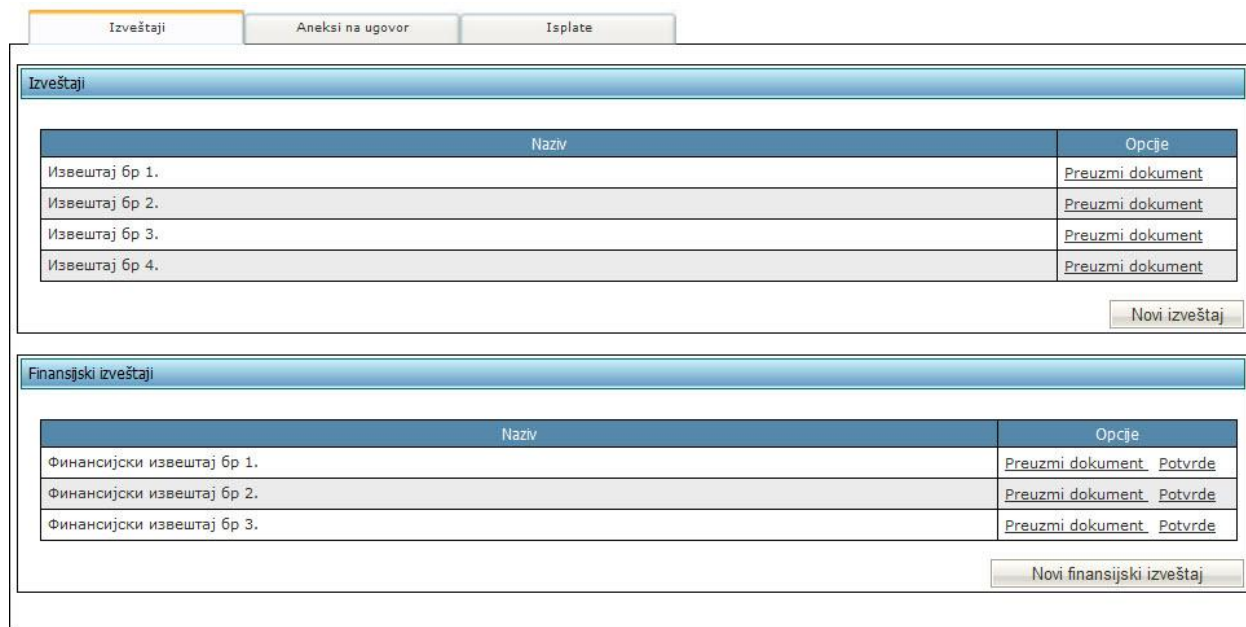 Izveštaji Aneksi na ugovor Isplate
Izveštaji
Naziv Opcije
Извештај бр 1. Preuzmi dokument
Извештај бр 2. Preuzmi dokument
Извештај бр 3. Preuzmi dokument
Извештај бр 4. Preuzmi dokument
Novi izveštaj
Finansijski izveštaji
Naziv Opcije
Финансијски извештај бр 1. Preuzmi dokument Potvrde
Финансијски извештај бр 2. Preuzmi dokument Potvrde
Финансијски извештај бр 3. Preuzmi dokument Potvrde
Novi finansijski izveštaj